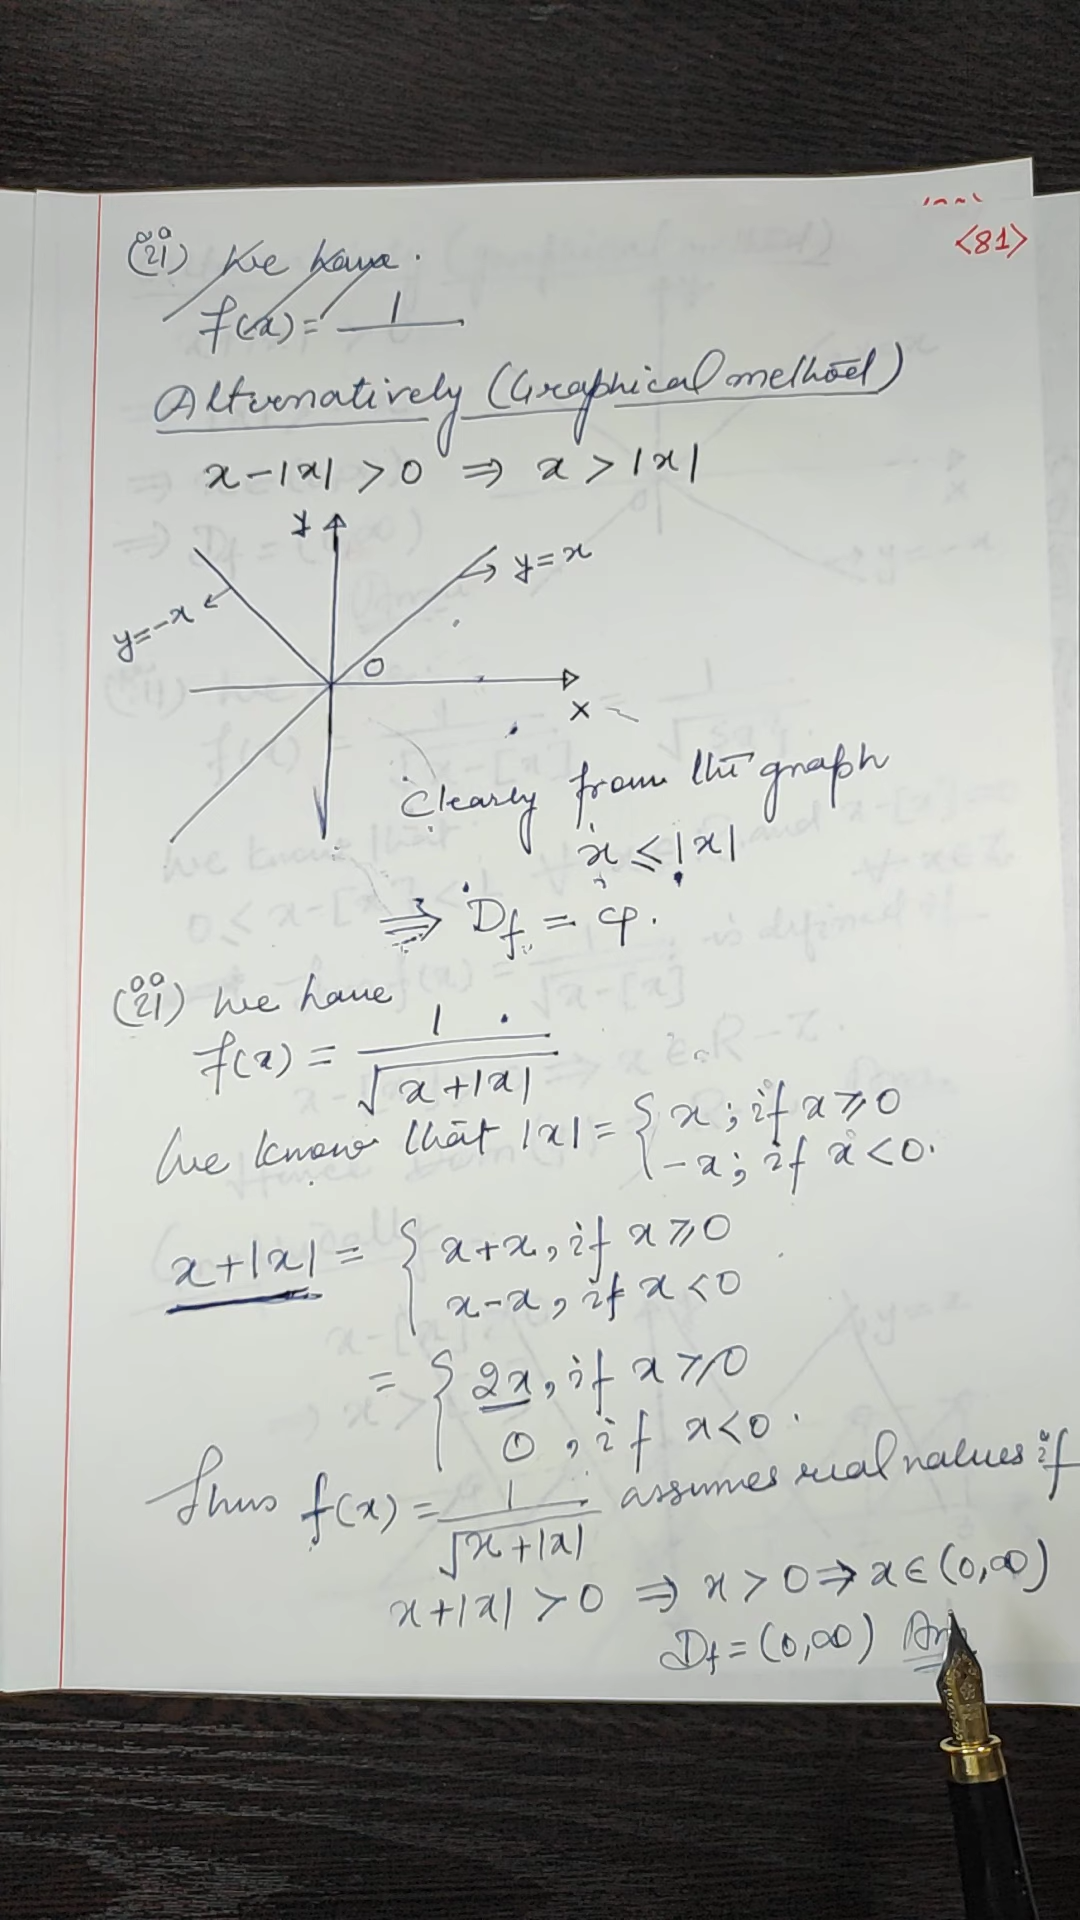 <81>
(ii) We have.
f(x) = 1
Alternatively (Graphical method)
x-|x| > 0 ⇒ x > |x|
y
y=x
y=-x
O
X
Clearly from the graph
x ≤ |x|
⇒ Df = φ.
(ii) We have
f(x) = 1/√(x+|x|)
We know that |x| = { x ; if x ≥ 0
-x ; if x < 0.
x+|x| = { x+x, if x ≥ 0
x-x, if x < 0
= { 2x, if x ≥ 0
0, if x < 0.
Thus f(x) = 1/√(x+|x|) assumes real values if
x+|x| > 0 ⇒ x > 0 ⇒ x ∈ (0, ∞)
Df = (0, ∞) Ans